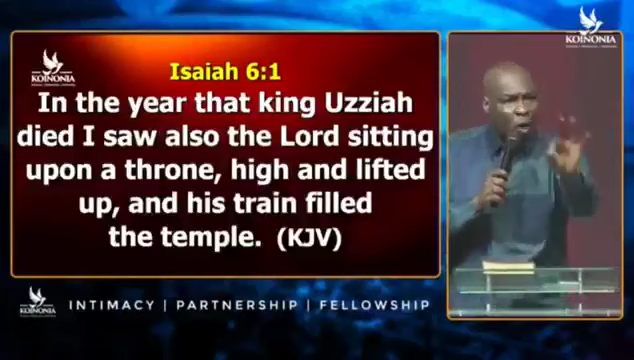 KOINONIA
KOINONIA
Isaiah 6:1
In the year that king Uzziah
died I saw also the Lord sitting
upon a throne, high and lifted
up, and his train filled
the temple. (KJV)
KOINONIA
INTIMACY | PARTNERSHIP | FELLOWSHIP